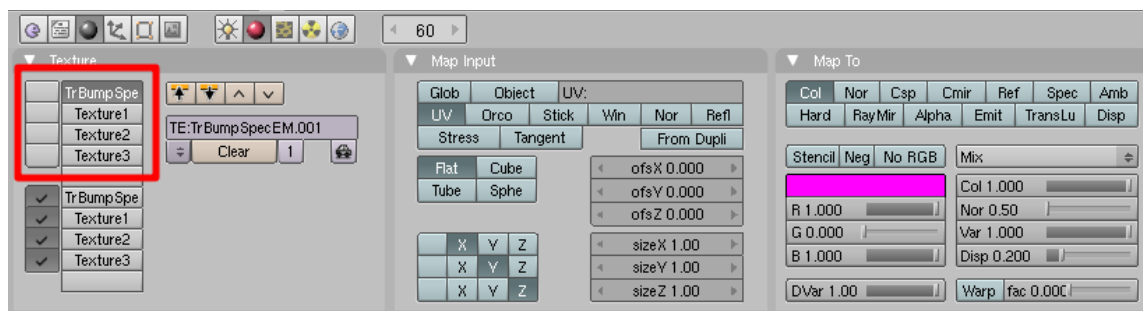 60
Texture
TrBumpSpe
Texture1
Texture2
Texture3
TrBumpSpe
Texture1
Texture2
Texture3
TE:TrBumpSpecEM.001
Clear 1
Map Input
Glob Object UV:
UV Orco Stick Win Nor Refl
Stress Tangent From Dupli
Flat Cube
Tube Sphe
ofsX 0.000
ofsY 0.000
ofsZ 0.000
X Y Z
X Y Z
X Y Z
sizeX 1.00
sizeY 1.00
sizeZ 1.00
Map To
Col Nor Csp Cmir Ref Spec Amb
Hard RayMir Alpha Emit TransLu Disp
Stencil Neg No RGB Mix
R 1.000
G 0.000
B 1.000
DVar 1.00
Col 1.000
Nor 0.50
Var 1.000
Disp 0.200
Warp fac 0.000